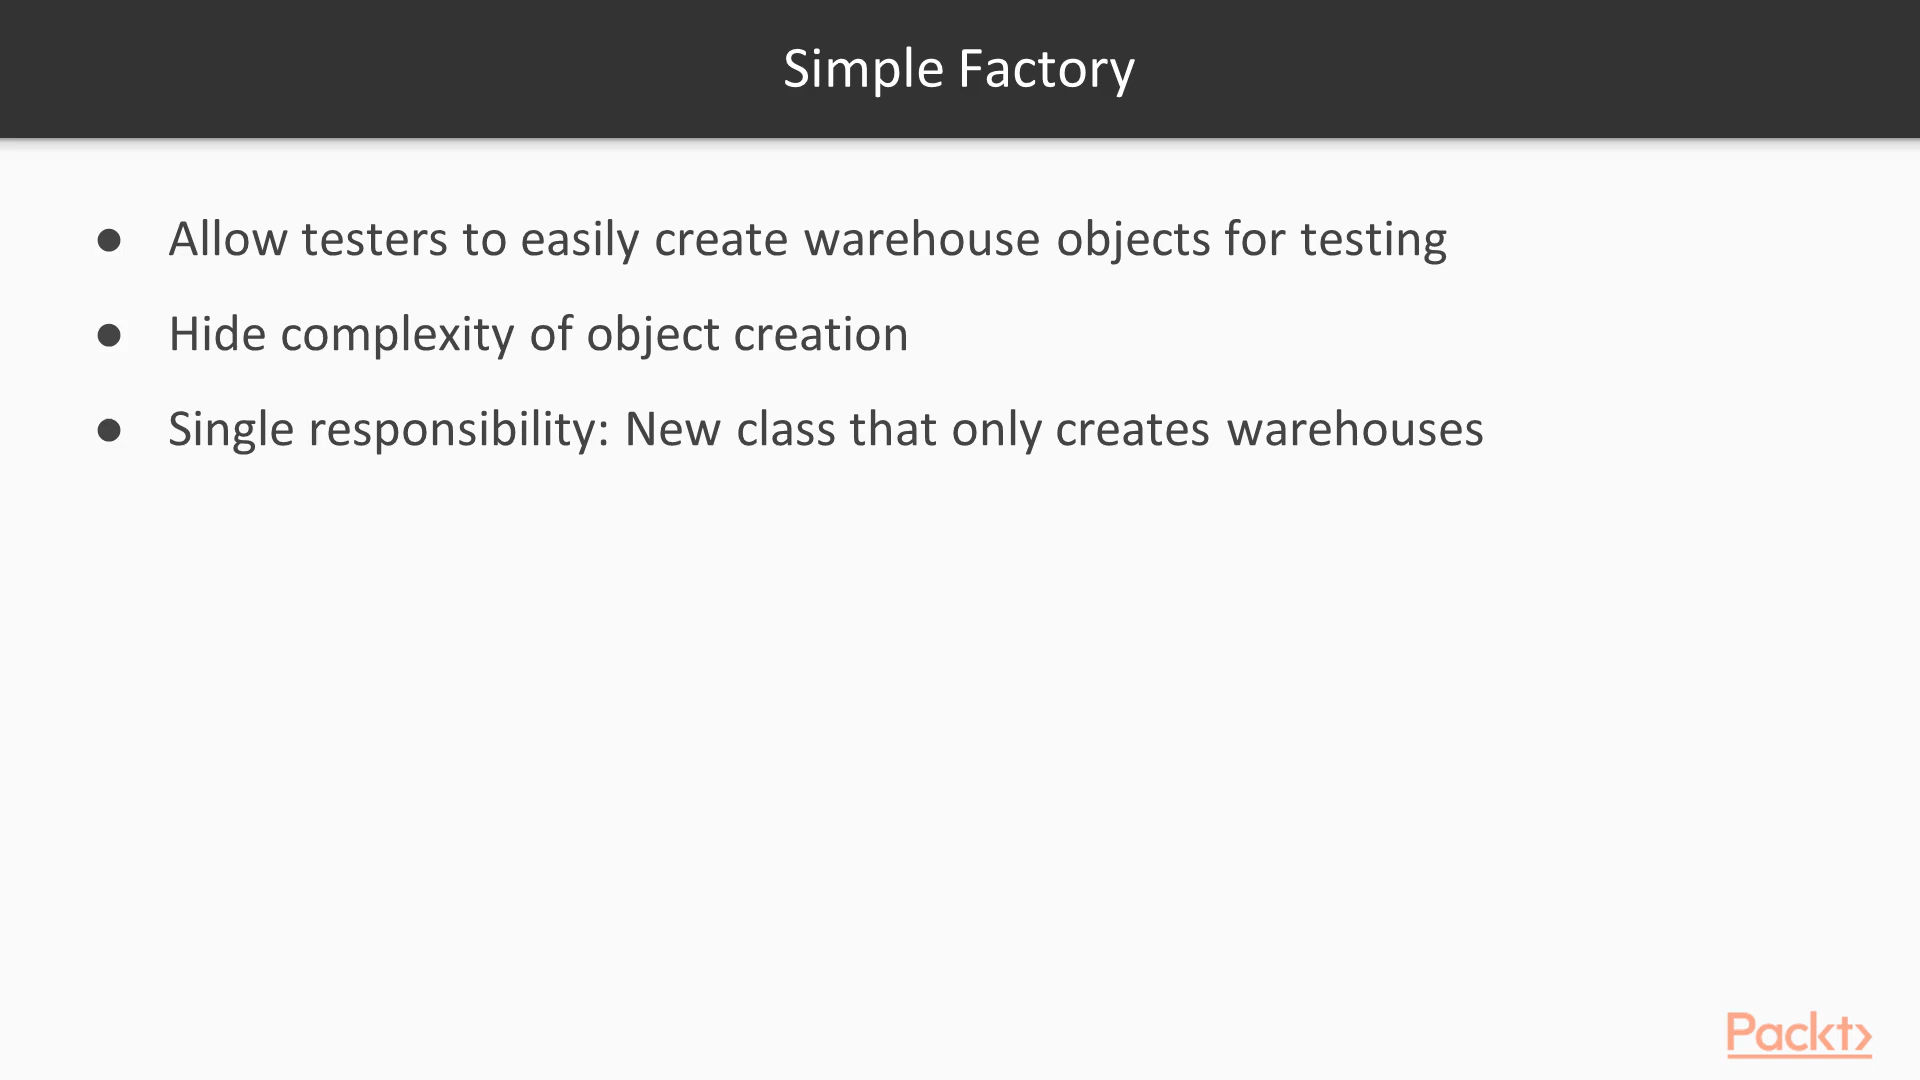 Simple Factory
● Allow testers to easily create warehouse objects for testing
● Hide complexity of object creation
● Single responsibility: New class that only creates warehouses
Packt>